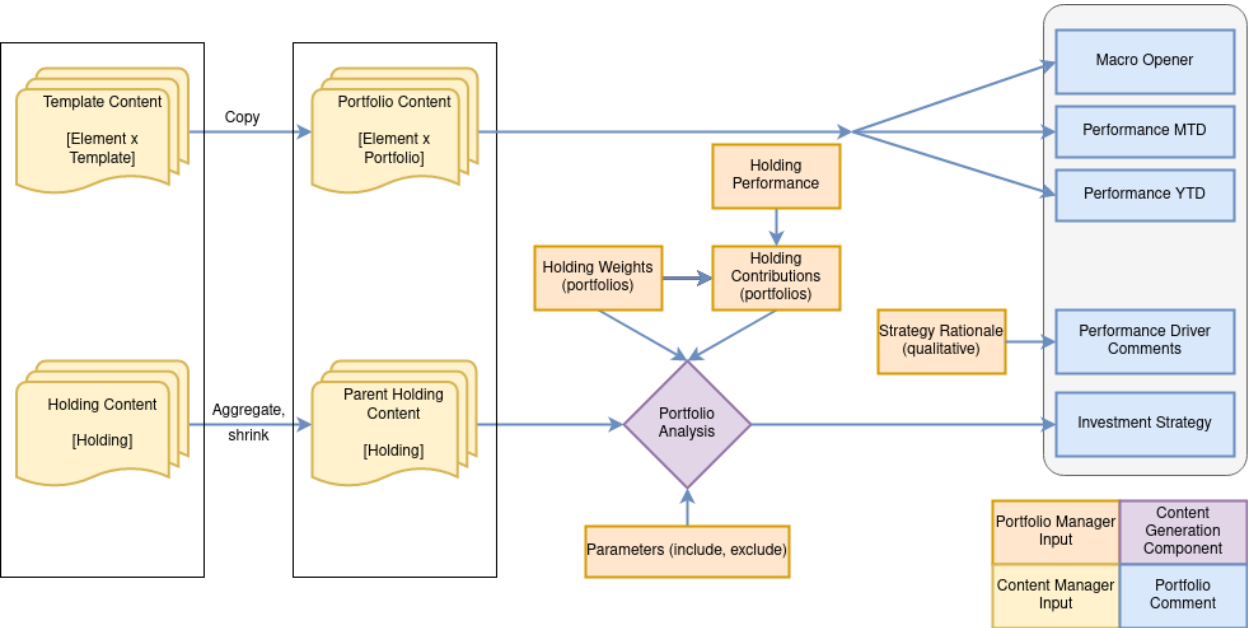 Template Content
[Element x
Template]
Copy
Portfolio Content
[Element x
Portfolio]
Macro Opener
Performance MTD
Performance YTD
Holding
Performance
Holding Weights
(portfolios)
Holding
Contributions
(portfolios)
Strategy Rationale
(qualitative)
Performance Driver
Comments
Holding Content
[Holding]
Aggregate,
shrink
Parent Holding
Content
[Holding]
Portfolio
Analysis
Investment Strategy
Parameters (include, exclude)
Portfolio Manager
Input
Content
Generation
Component
Content Manager
Input
Portfolio
Comment